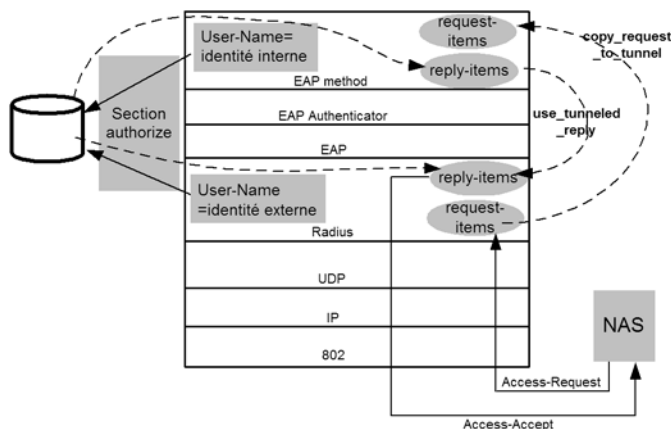 User-Name=
identité interne
request-
items
copy_request
_to_tunnel
reply-items
EAP method
Section
authorize
EAP Authenticator
use_tunneled
_reply
EAP
reply-items
User-Name
=identité externe
request-
items
Radius
UDP
IP
NAS
802
Access-Request
Access-Accept